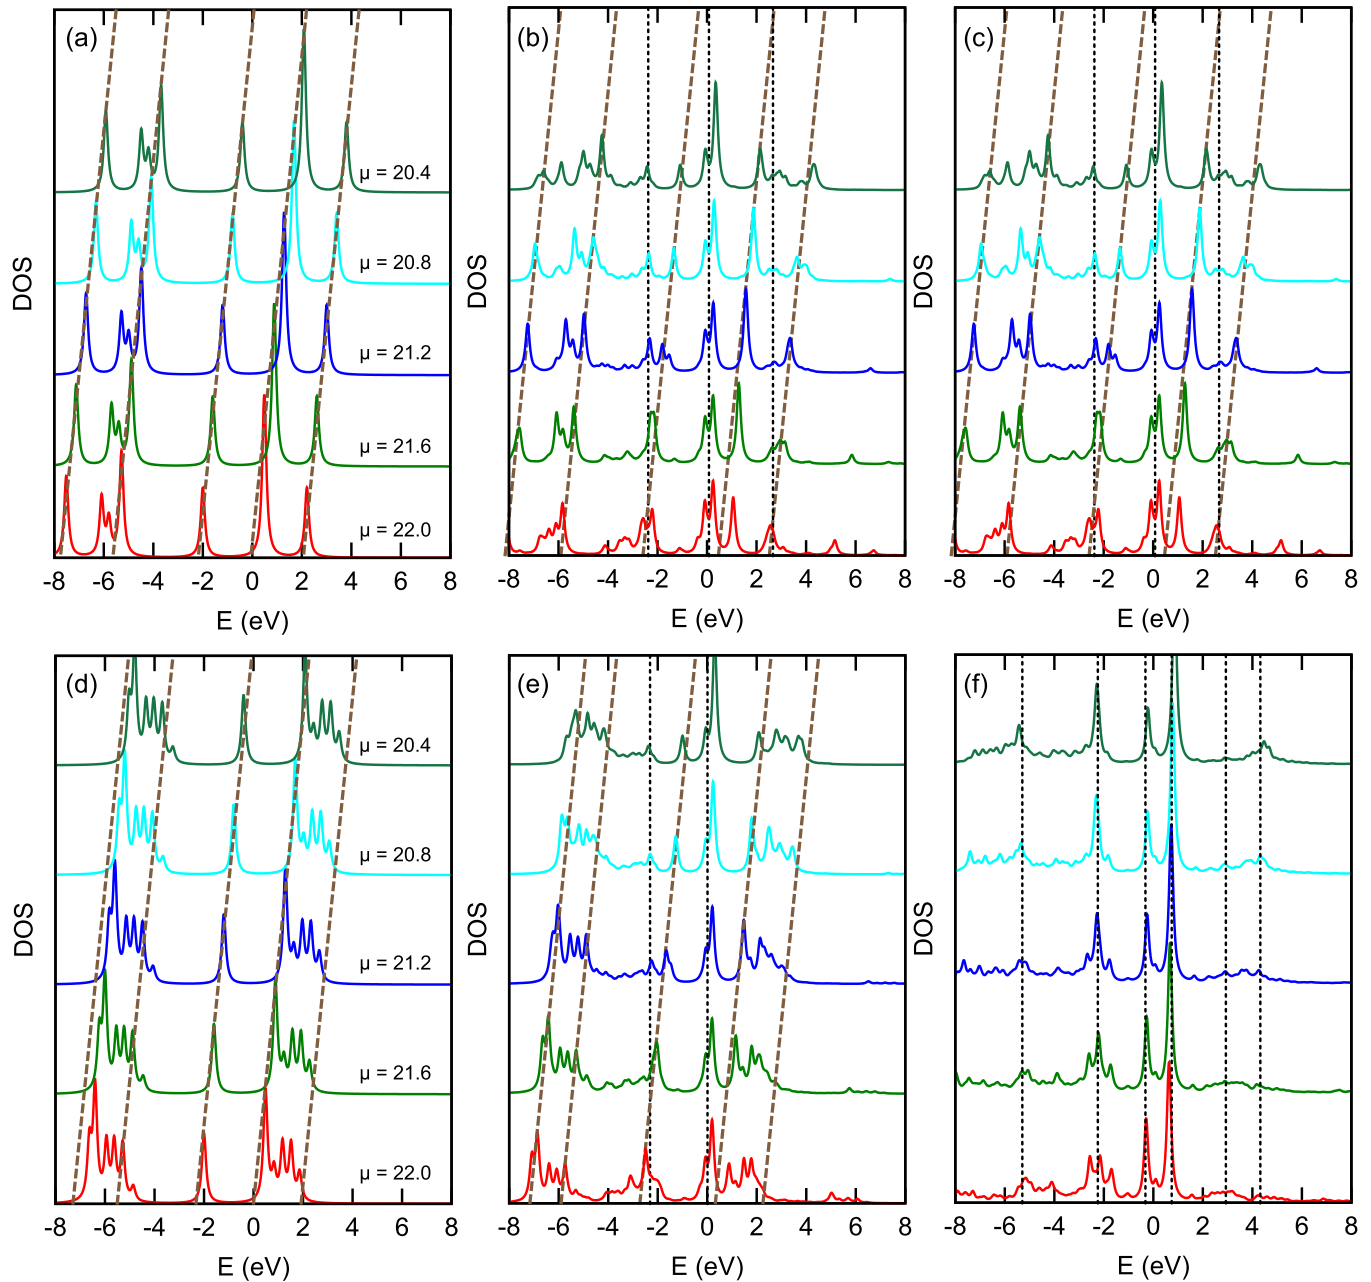 (a)
(b)
(c)
DOS
DOS
DOS
μ = 20.4
μ = 20.8
μ = 21.2
μ = 21.6
μ = 22.0
-8 -6 -4 -2 0 2 4 6 8
-8 -6 -4 -2 0 2 4 6 8
-8 -6 -4 -2 0 2 4 6 8
E (eV)
E (eV)
E (eV)
(d)
(e)
(f)
DOS
DOS
DOS
μ = 20.4
μ = 20.8
μ = 21.2
μ = 21.6
μ = 22.0
-8 -6 -4 -2 0 2 4 6 8
-8 -6 -4 -2 0 2 4 6 8
-8 -6 -4 -2 0 2 4 6 8
E (eV)
E (eV)
E (eV)